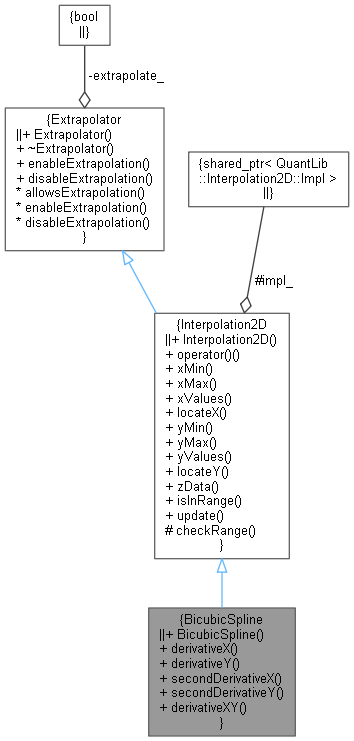 {bool
||}
-extrapolate_
{Extrapolator
||+ Extrapolator()
+ ~Extrapolator()
+ enableExtrapolation()
+ disableExtrapolation()
* allowsExtrapolation()
* enableExtrapolation()
* disableExtrapolation()
}
{shared_ptr< QuantLib
::Interpolation2D::Impl >
||}
#impl_
{Interpolation2D
||+ Interpolation2D()
+ operator()()
+ xMin()
+ xMax()
+ xValues()
+ locateX()
+ yMin()
+ yMax()
+ yValues()
+ locateY()
+ zData()
+ isInRange()
+ update()
# checkRange()
}
{BicubicSpline
||+ BicubicSpline()
+ derivativeX()
+ derivativeY()
+ secondDerivativeX()
+ secondDerivativeY()
+ derivativeXY()
}